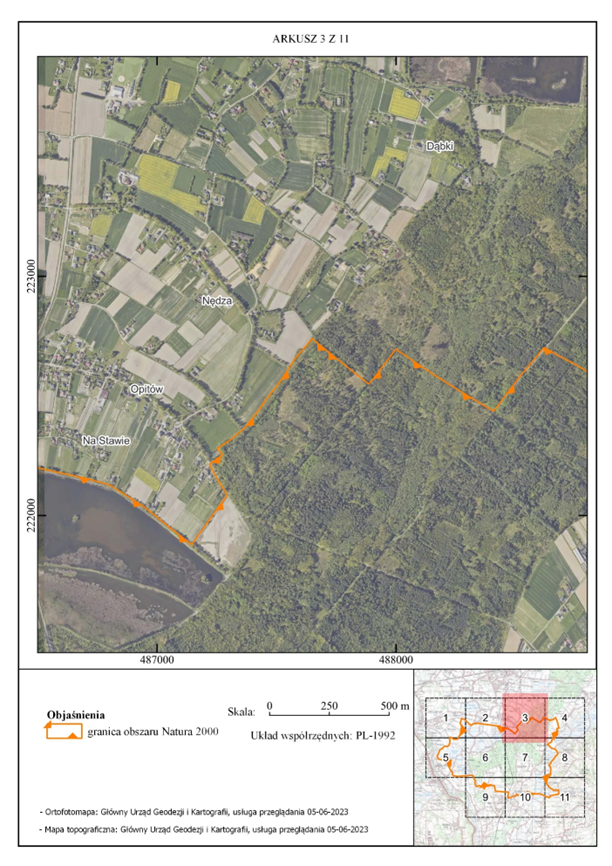 ARKUSZ 3 Z 11
Dąbki
223000
Nędza
Opitów
Na Stawie
222000
487000
488000
Objaśnienia
granica obszaru Natura 2000
Skala: 0 250 500 m
Układ współrzędnych: PL-1992
1 2 3 4
5 6 7 8
9 10 11
- Ortofotomapa: Główny Urząd Geodezji i Kartografii, usługa przeglądania 05-06-2023
- Mapa topograficzna: Główny Urząd Geodezji i Kartografii, usługa przeglądania 05-06-2023